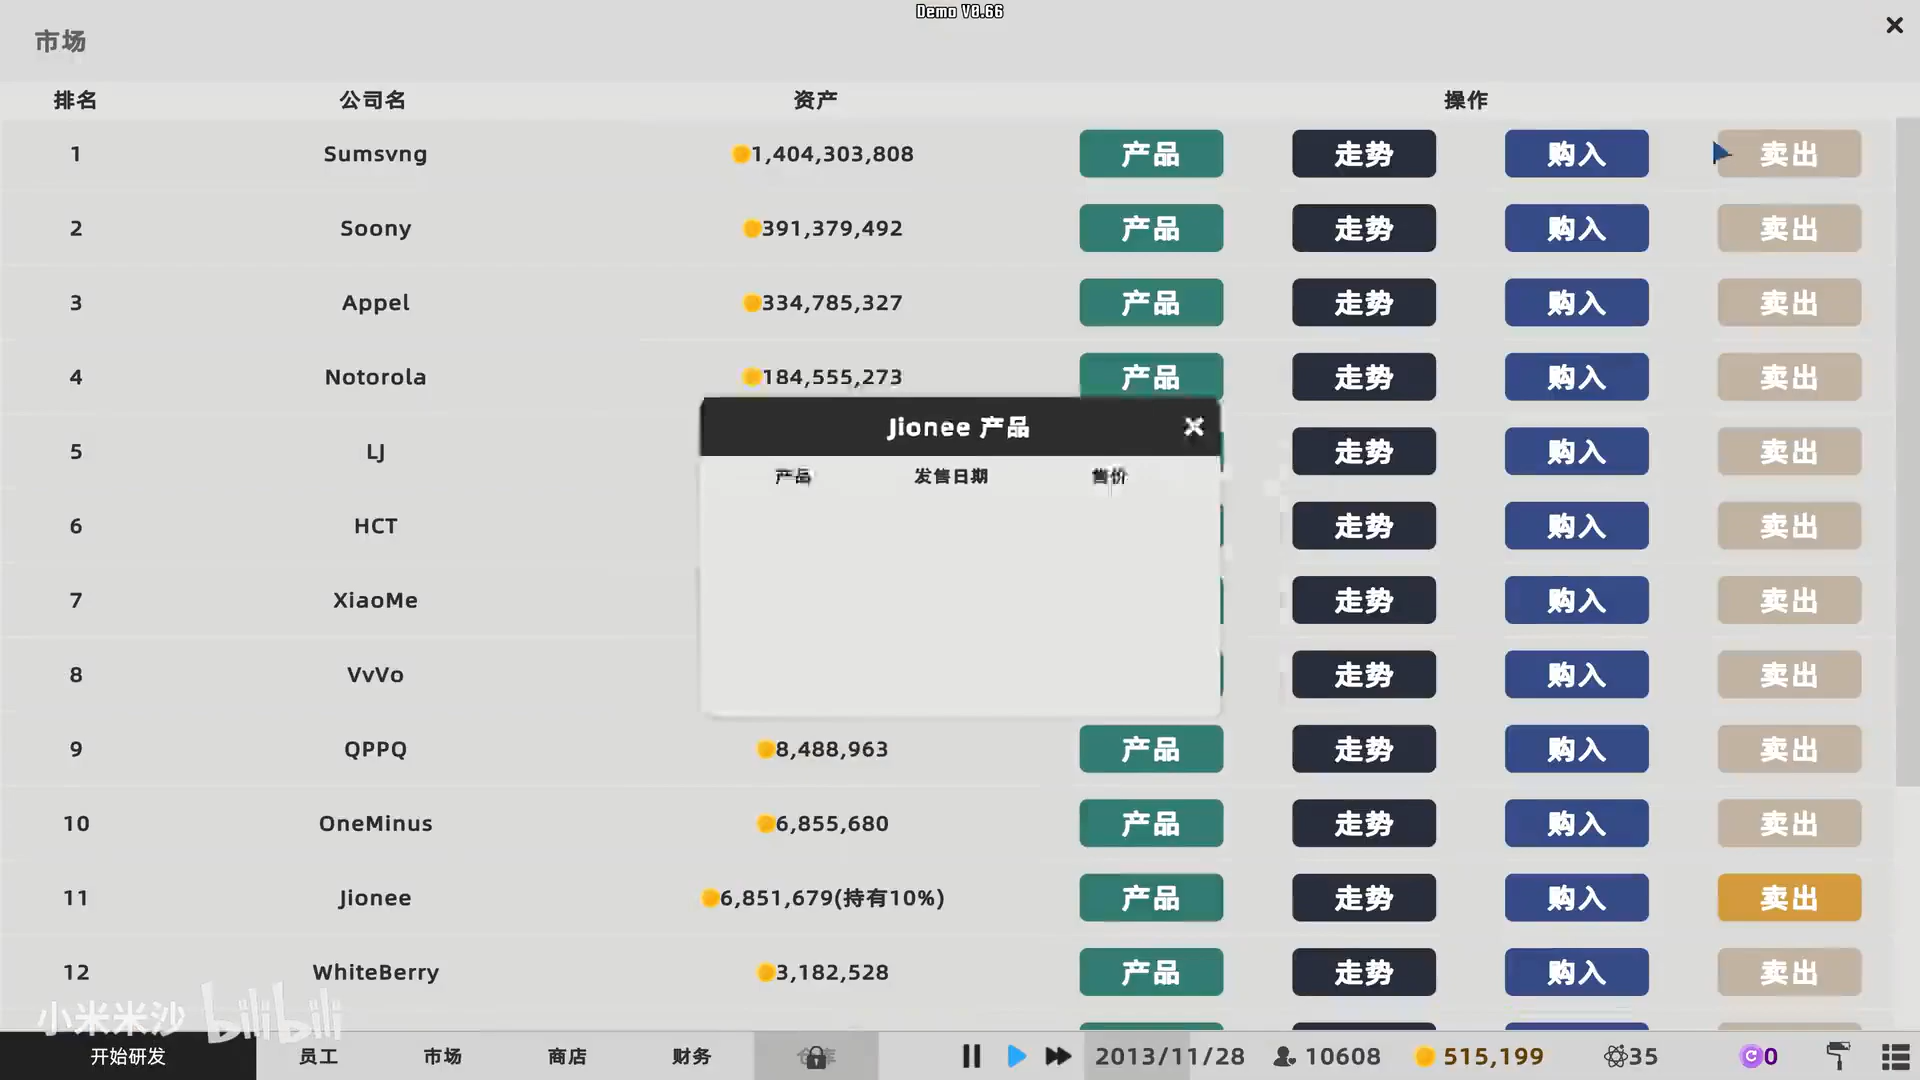 Demo V0.66
市场
排名 公司名 资产 操作
1 Sumsvng 1,404,303,808 产品 走势 购入 卖出
2 Soony 391,379,492 产品 走势 购入 卖出
3 Appel 334,785,327 产品 走势 购入 卖出
4 Notorola 184,555,273 产品 走势 购入 卖出
Jionee 产品
5 LJ 走势 购入 卖出
产品 发售日期 售价
6 HCT 走势 购入 卖出
7 XiaoMe 走势 购入 卖出
8 VvVo 走势 购入 卖出
9 QPPQ 8,488,963 产品 走势 购入 卖出
10 OneMinus 6,855,680 产品 走势 购入 卖出
11 Jionee 6,851,679(持有10%) 产品 走势 购入 卖出
12 WhiteBerry 3,182,528 产品 走势 购入 卖出
小米米沙 bilibili
开始研发 员工 市场 商店 财务 2013/11/28 10608 515,199 35 0